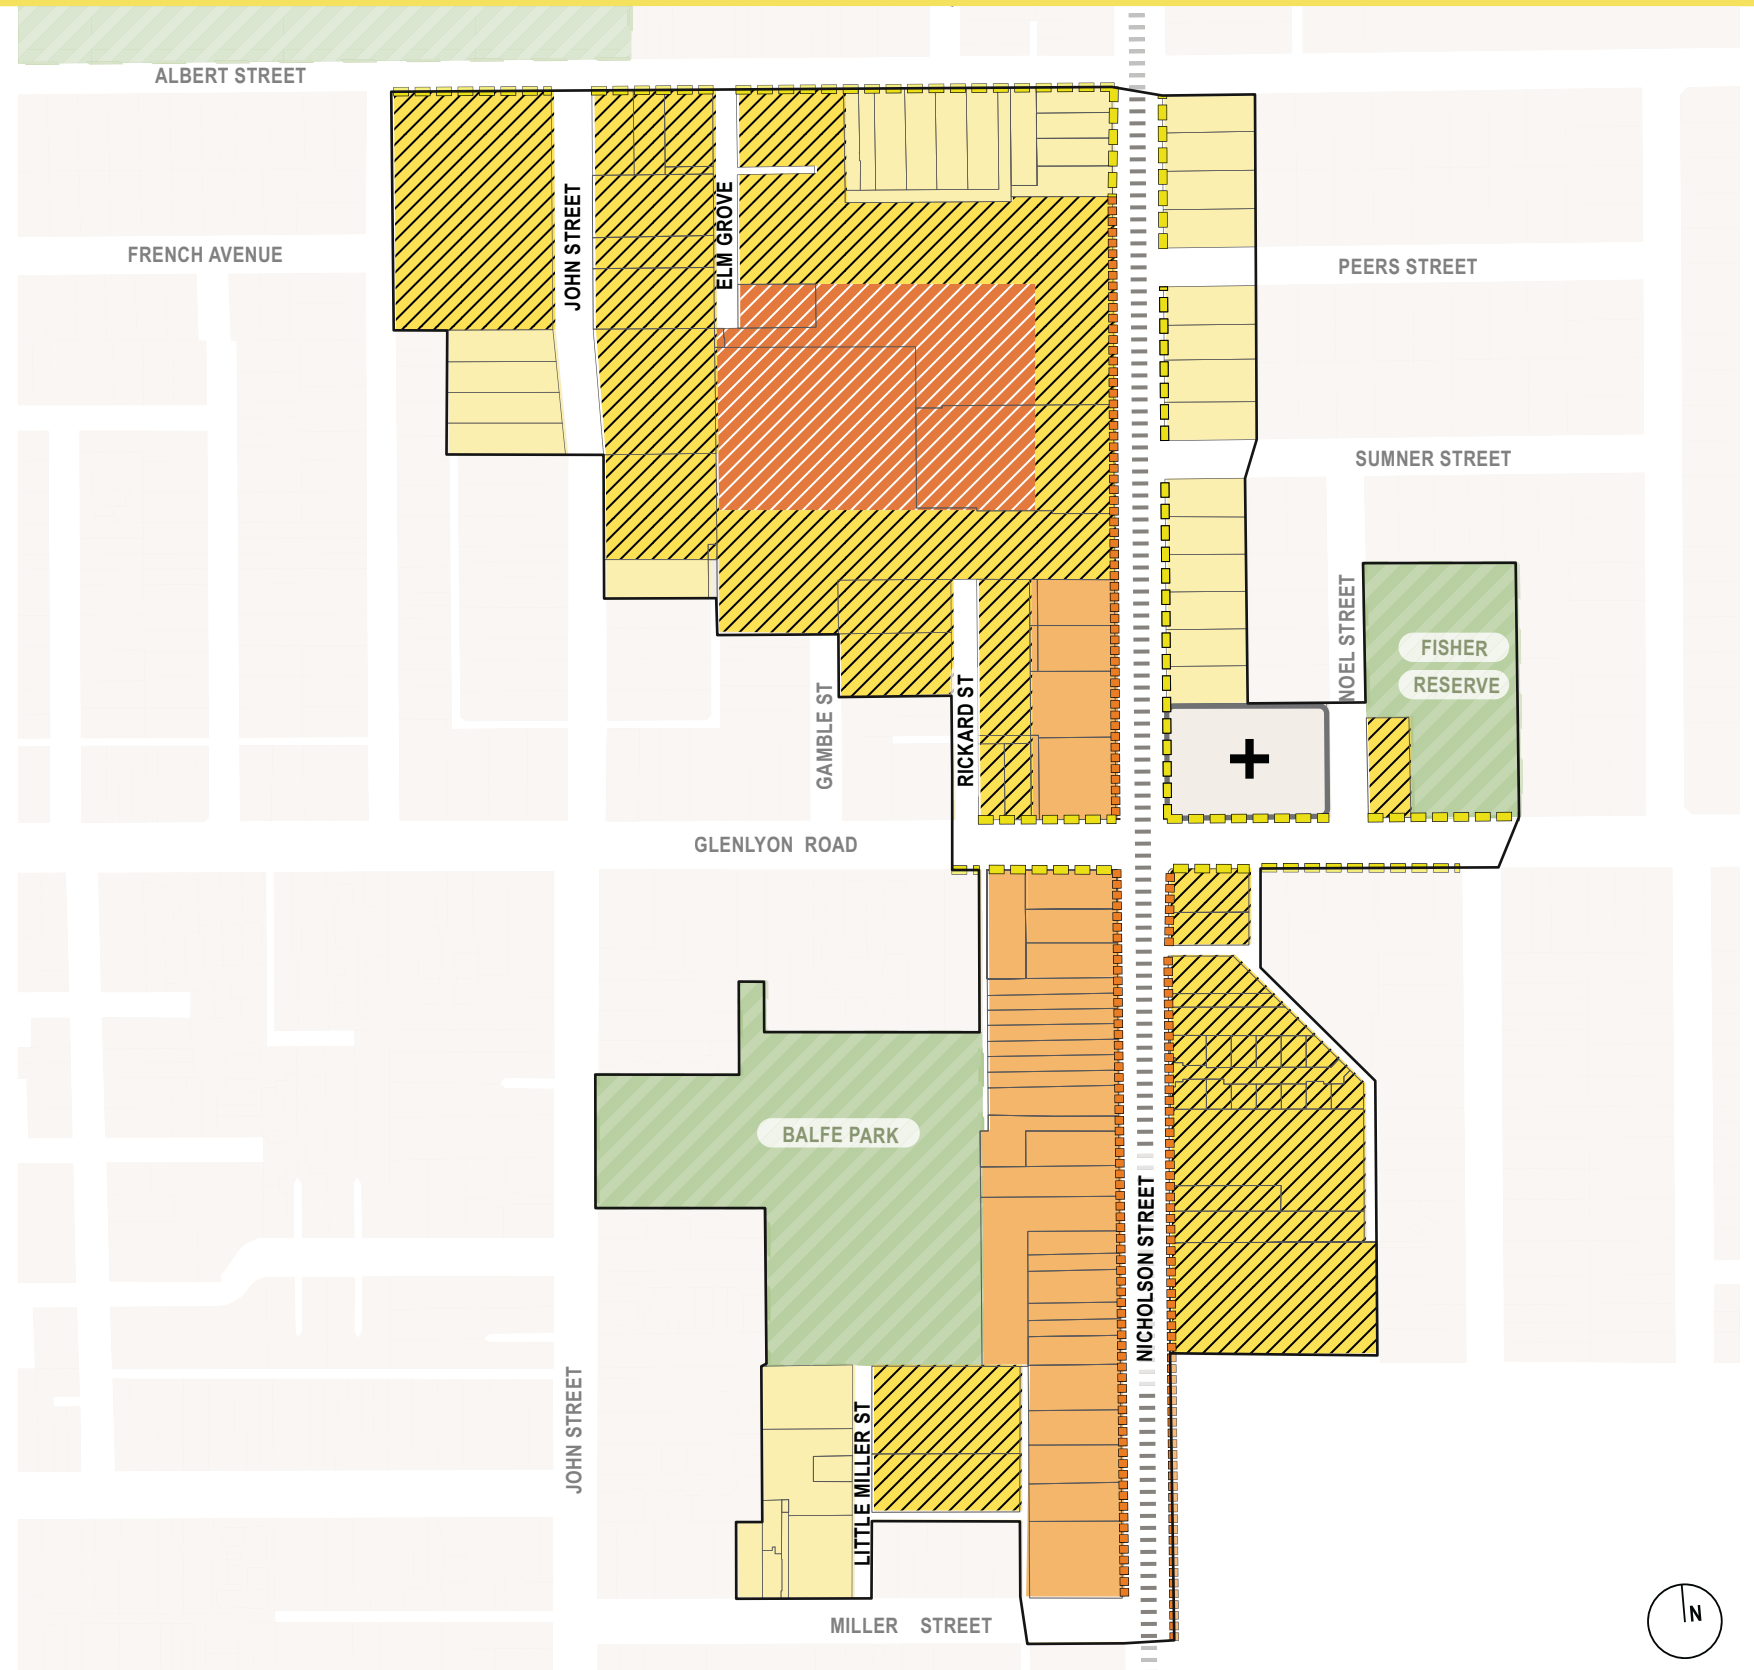 ALBERT STREET
FRENCH AVENUE
JOHN STREET
ELM GROVE
PEERS STREET
SUMNER STREET
NOEL STREET
FISHER
RESERVE
GAMBLE ST
RICKARD ST
GLENLYON ROAD
BALFE PARK
NICHOLSON STREET
JOHN STREET
LITTLE MILLER ST
MILLER STREET
N